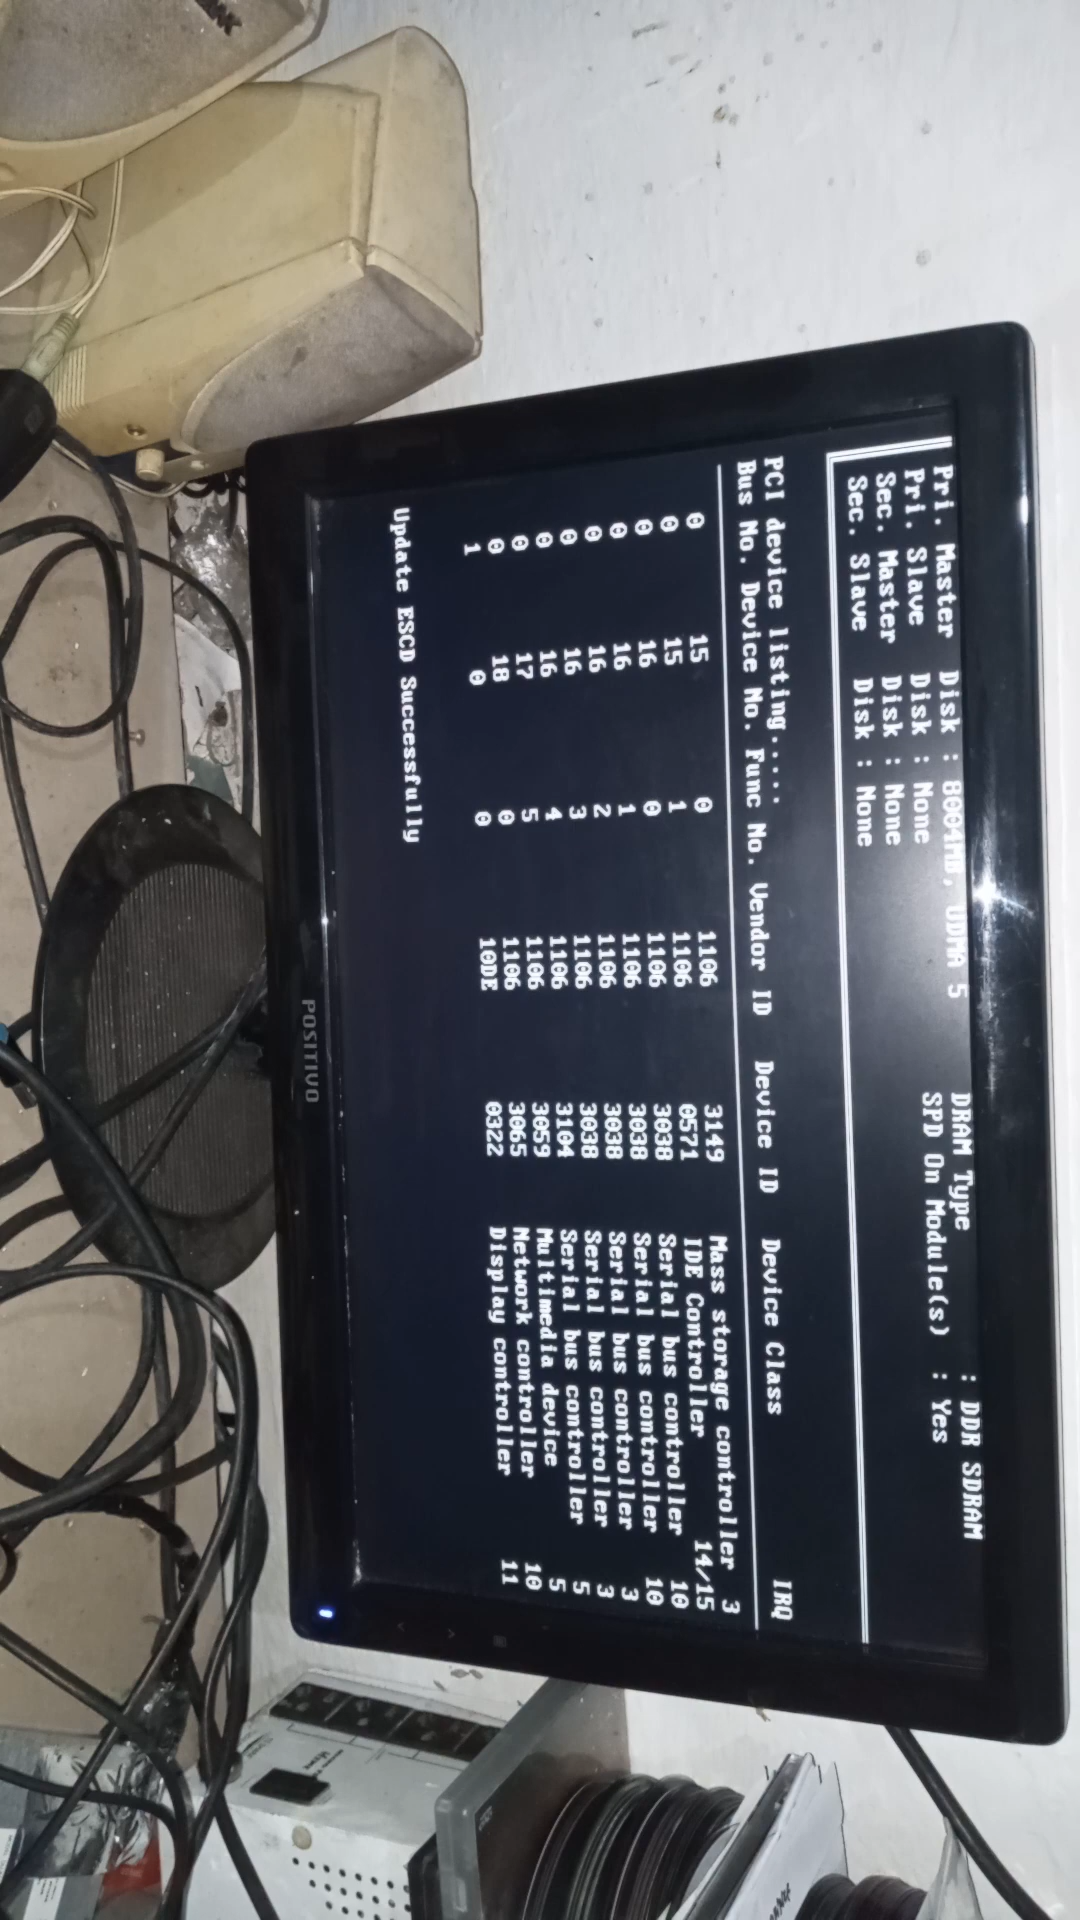 Pri. Master Disk : 8004MB, UDMA 5 DRAM Type : DDR SDRAM
Pri. Slave Disk : None SPD On Module(s) : Yes
Sec. Master Disk : None
Sec. Slave Disk : None
PCI device listing.....
Bus No. Device No. Func No. Vendor ID Device ID Device Class IRQ
0 15 0 1106 3149 Mass storage controller 3
0 15 1 1106 0571 IDE Controller 14/15
0 16 0 1106 3038 Serial bus controller 10
0 16 1 1106 3038 Serial bus controller 10
0 16 2 1106 3038 Serial bus controller 3
0 16 3 1106 3038 Serial bus controller 3
0 16 4 1106 3104 Serial bus controller 5
0 17 5 1106 3059 Multimedia device 5
0 18 0 1106 3065 Network controller 10
1 0 0 10DE 0322 Display controller 11
Update ESCD Successfully
POSITIVO